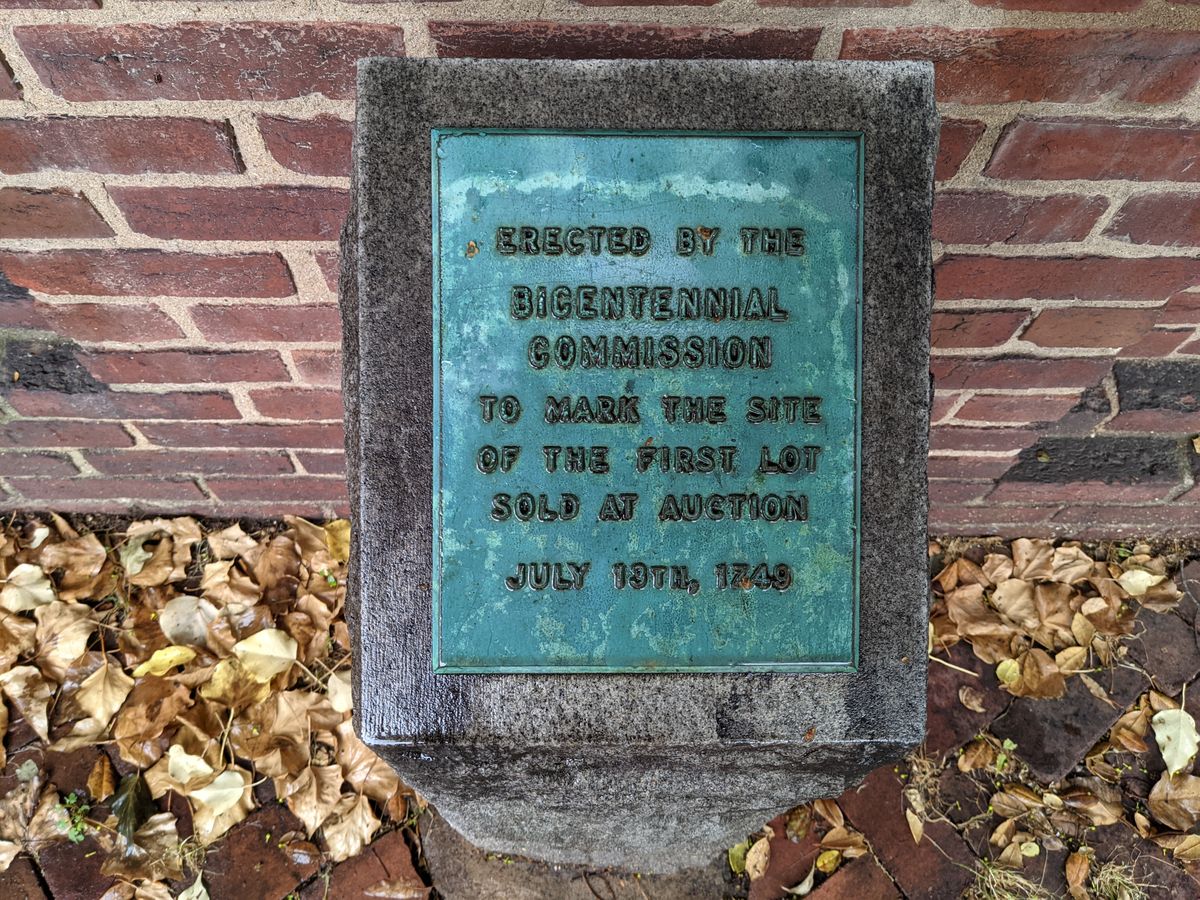 ERECTED BY THE
BICENTENNIAL
COMMISSION
TO MARK THE SITE
OF THE FIRST LOT
SOLD AT AUCTION
JULY 13TH, 1749